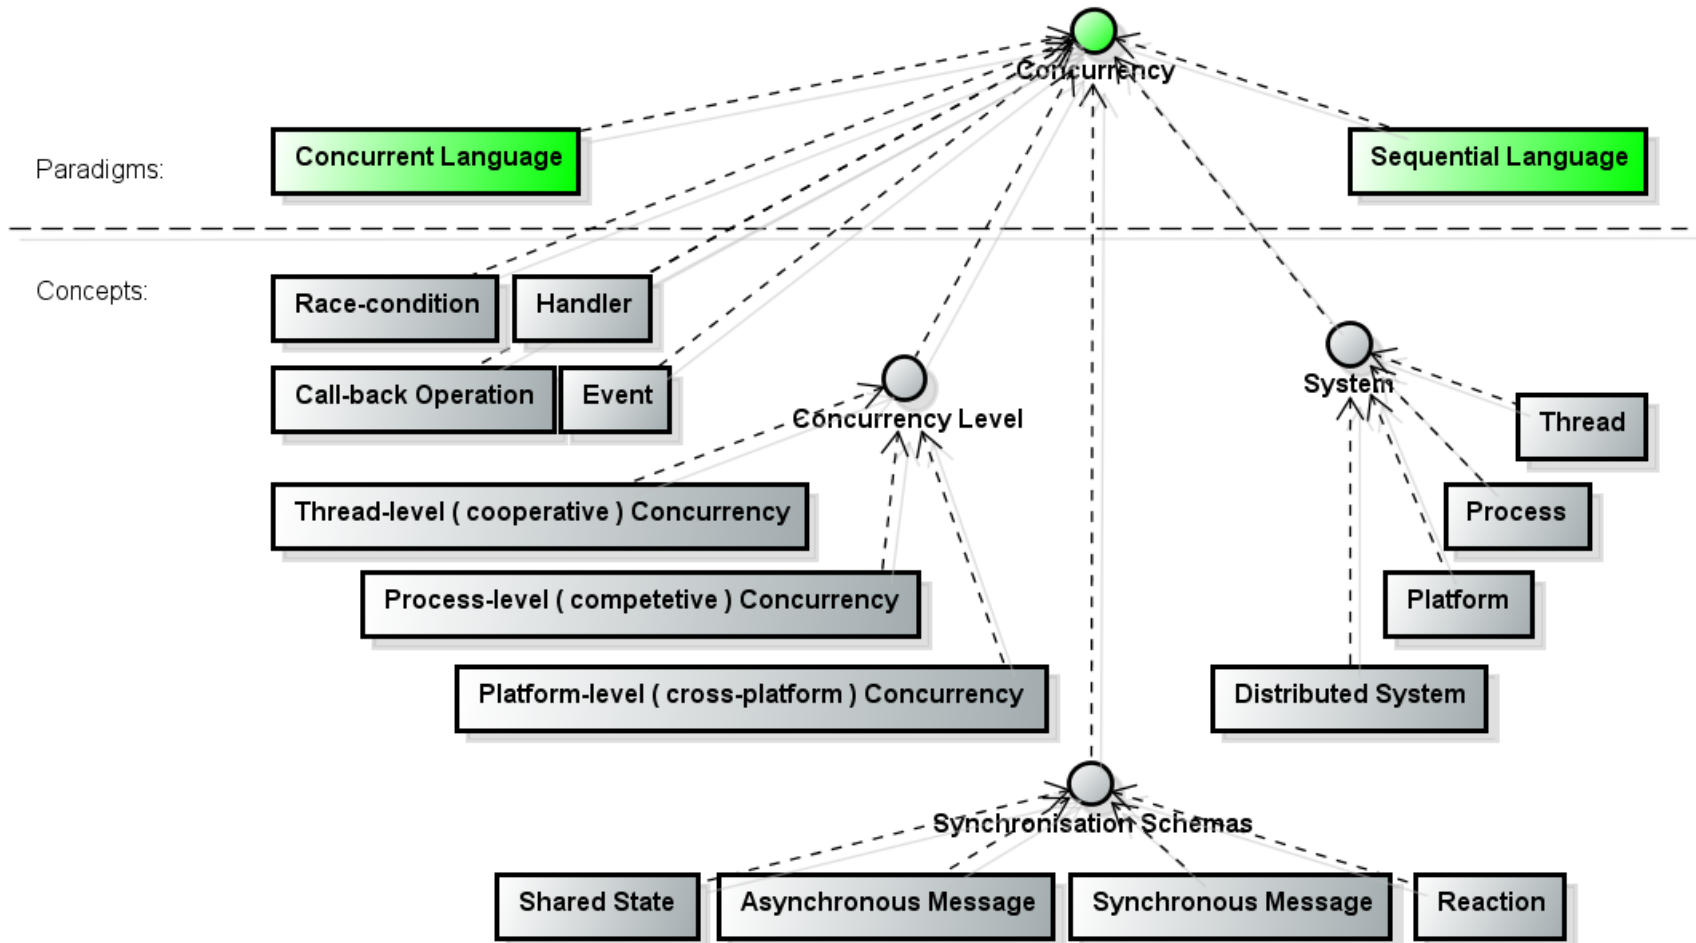 Concurrency
Paradigms:
Concurrent Language
Sequential Language
Concepts:
Race-condition
Handler
Call-back Operation
Event
Concurrency Level
System
Thread
Thread-level ( cooperative ) Concurrency
Process
Process-level ( competetive ) Concurrency
Platform
Platform-level ( cross-platform ) Concurrency
Distributed System
Synchronisation Schemas
Shared State
Asynchronous Message
Synchronous Message
Reaction